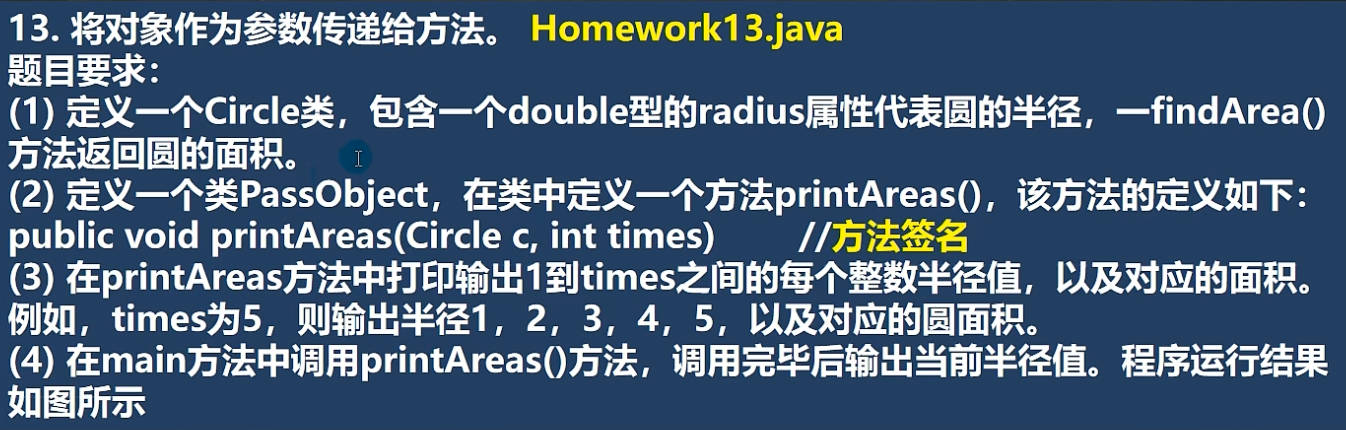 13. 将对象作为参数传递给方法。 Homework13.java
题目要求：
(1) 定义一个Circle类，包含一个double型的radius属性代表圆的半径，一findArea()
方法返回圆的面积。
(2) 定义一个类PassObject，在类中定义一个方法printAreas()，该方法的定义如下：
public void printAreas(Circle c, int times) //方法签名
(3) 在printAreas方法中打印输出1到times之间的每个整数半径值，以及对应的面积。
例如，times为5，则输出半径1，2，3，4，5，以及对应的圆面积。
(4) 在main方法中调用printAreas()方法，调用完毕后输出当前半径值。程序运行结果
如图所示